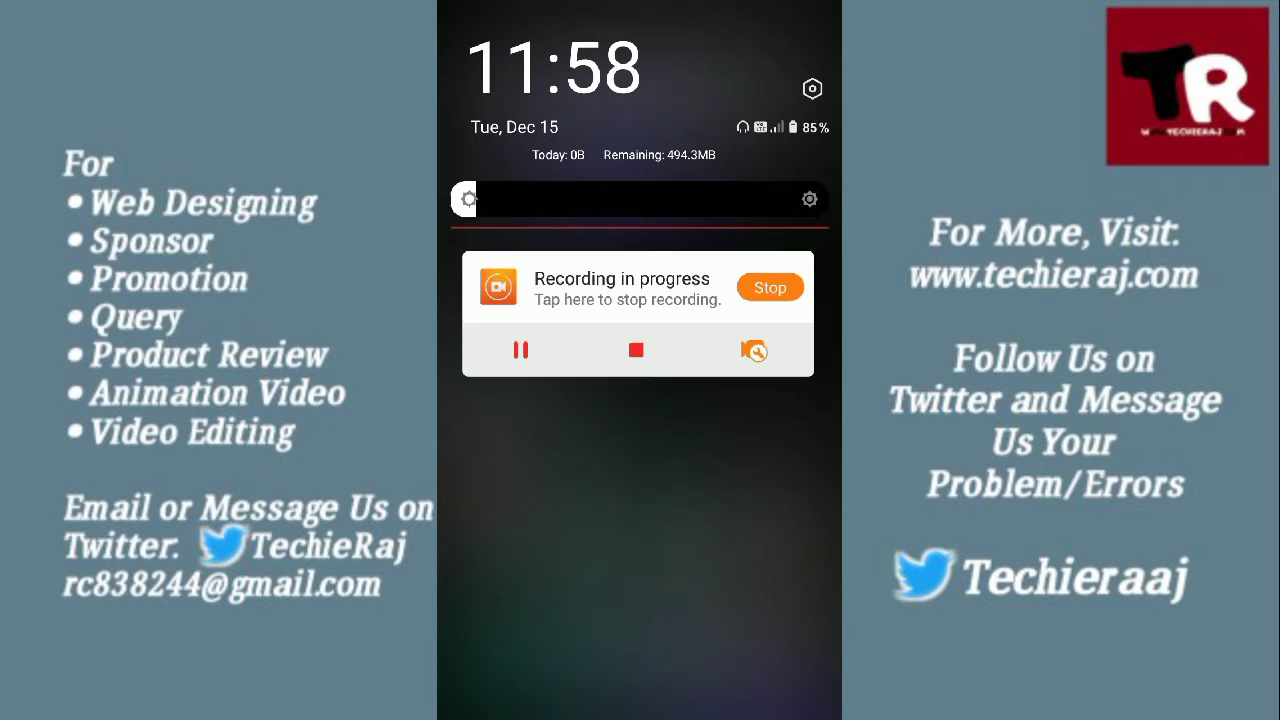 For
• Web Designing
• Sponsor
• Promotion
• Query
• Product Review
• Animation Video
• Video Editing
Email or Message Us on
Twitter. TechieRaj
rc838244@gmail.com
11:58
Tue, Dec 15
85%
Today: 0B Remaining: 494.3MB
Recording in progress
Tap here to stop recording.
Stop
TR
For More, Visit:
www.techieraj.com
Follow Us on
Twitter and Message
Us Your
Problem/Errors
Techieraaj